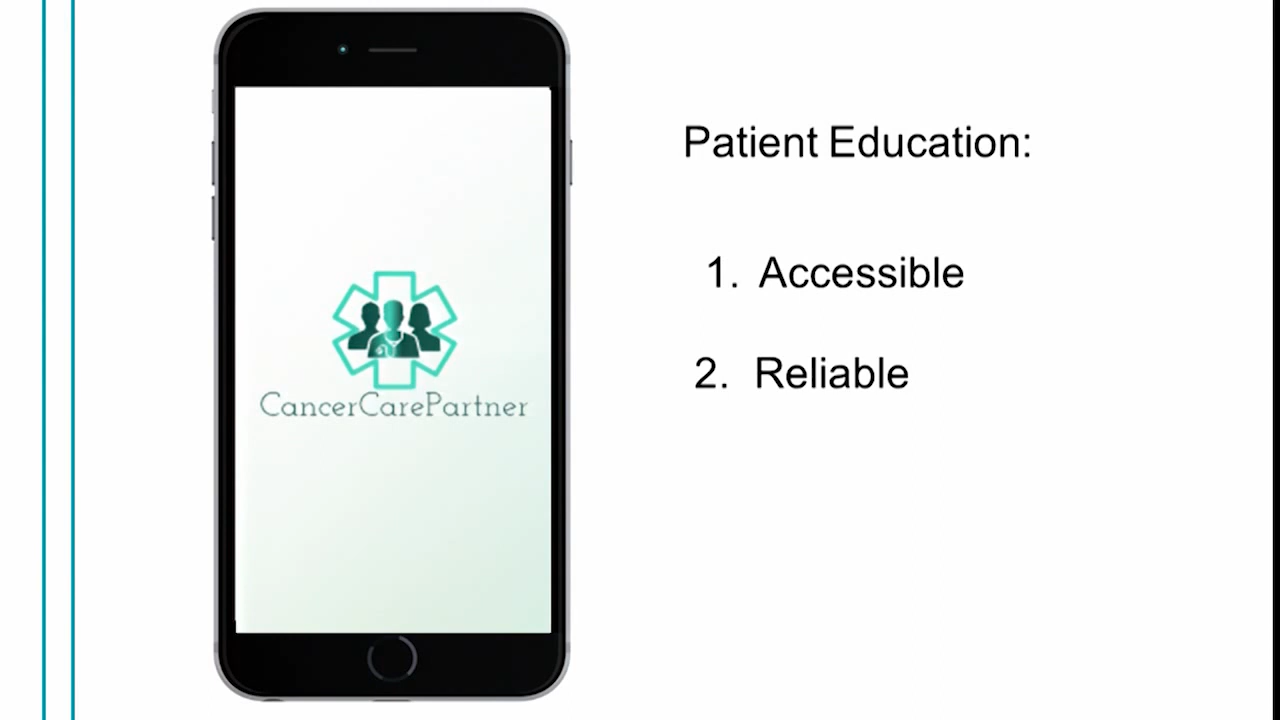 CancerCarePartner
Patient Education:
1. Accessible
2. Reliable